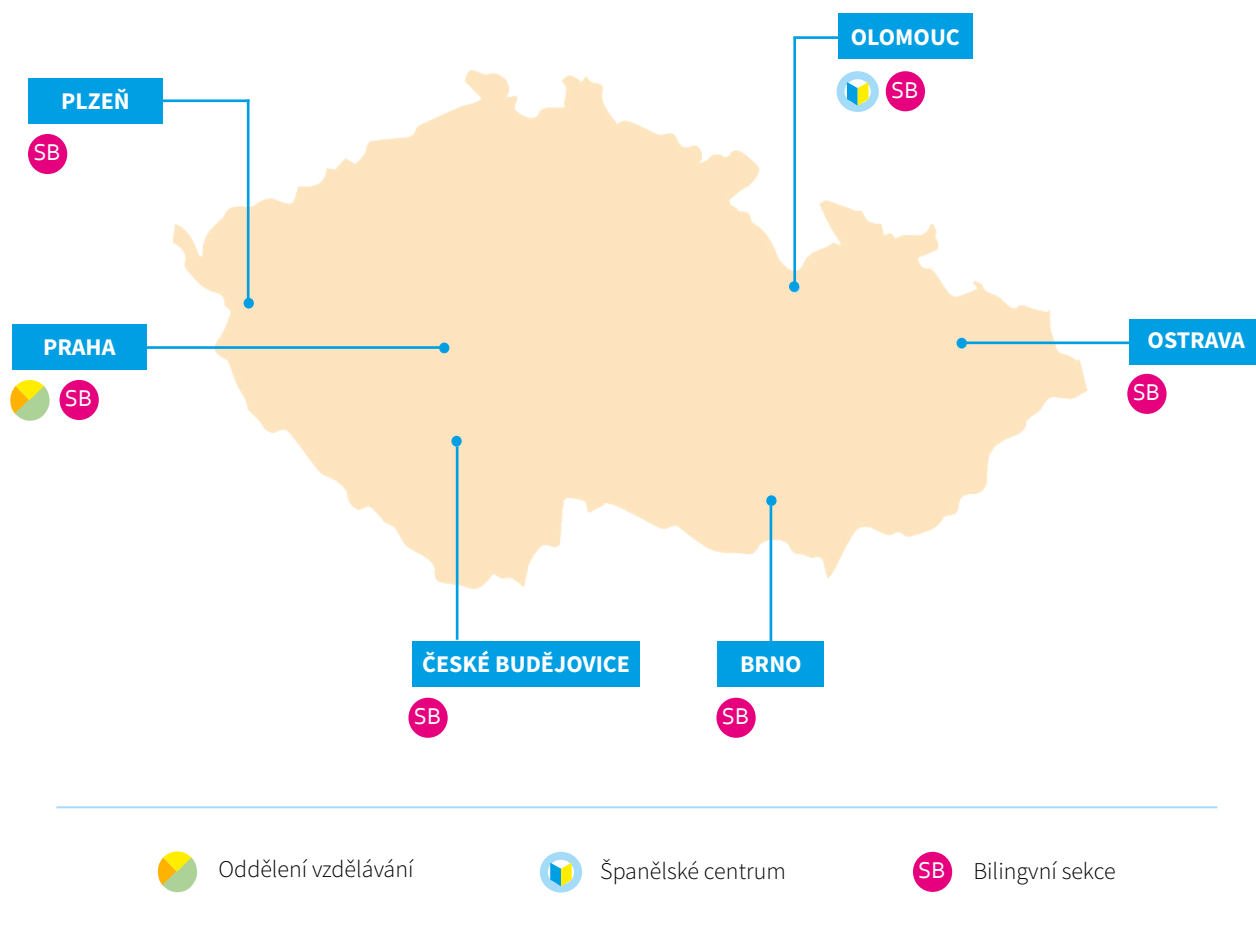 OLOMOUC
SB
PLZEŇ
SB
PRAHA
SB
OSTRAVA
SB
ČESKÉ BUDĚJOVICE
SB
BRNO
SB
Oddělení vzdělávání
Španělské centrum
SB Bilingvní sekce